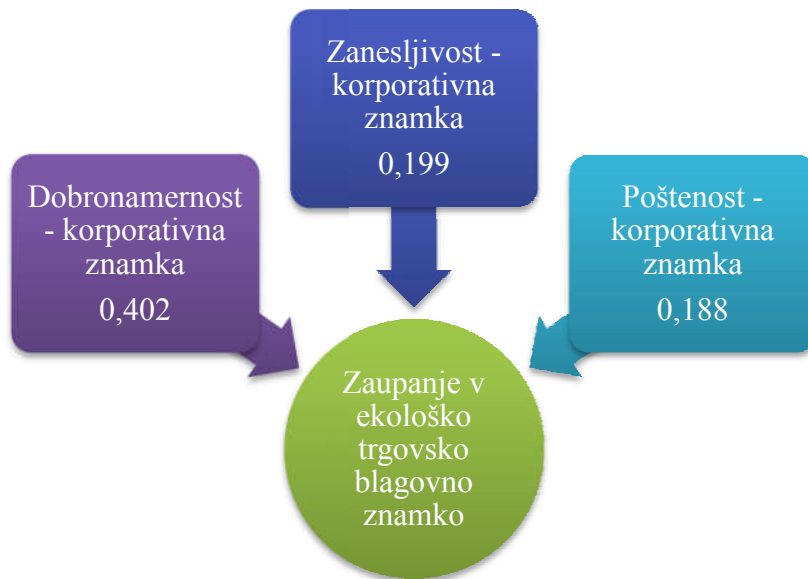 Zanesljivost -
korporativna
znamka
0,199
Dobronamernost
- korporativna
znamka
0,402
Poštenost -
korporativna
znamka
0,188
Zaupanje v
ekološko
trgovsko
blagovno
znamko